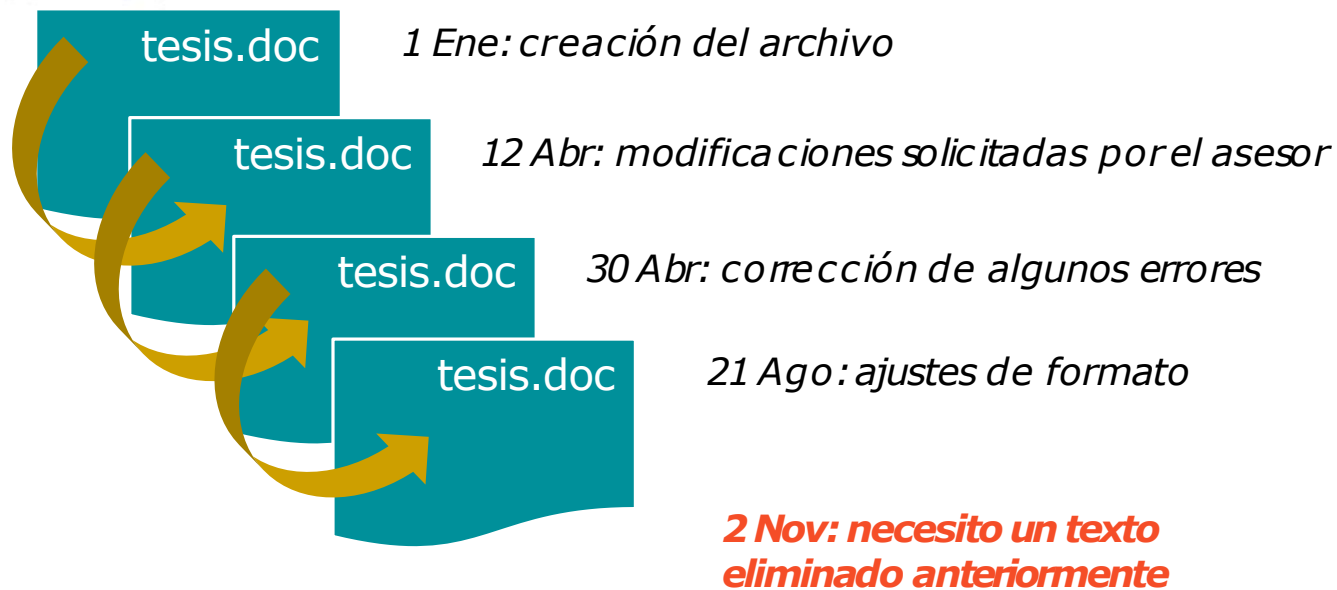 tesis.doc
1 Ene: creación del archivo
tesis.doc
12 Abr: modificaciones solicitadas por el asesor
tesis.doc
30 Abr: corrección de algunos errores
tesis.doc
21 Ago: ajustes de formato
2 Nov: necesito un texto
eliminado anteriormente